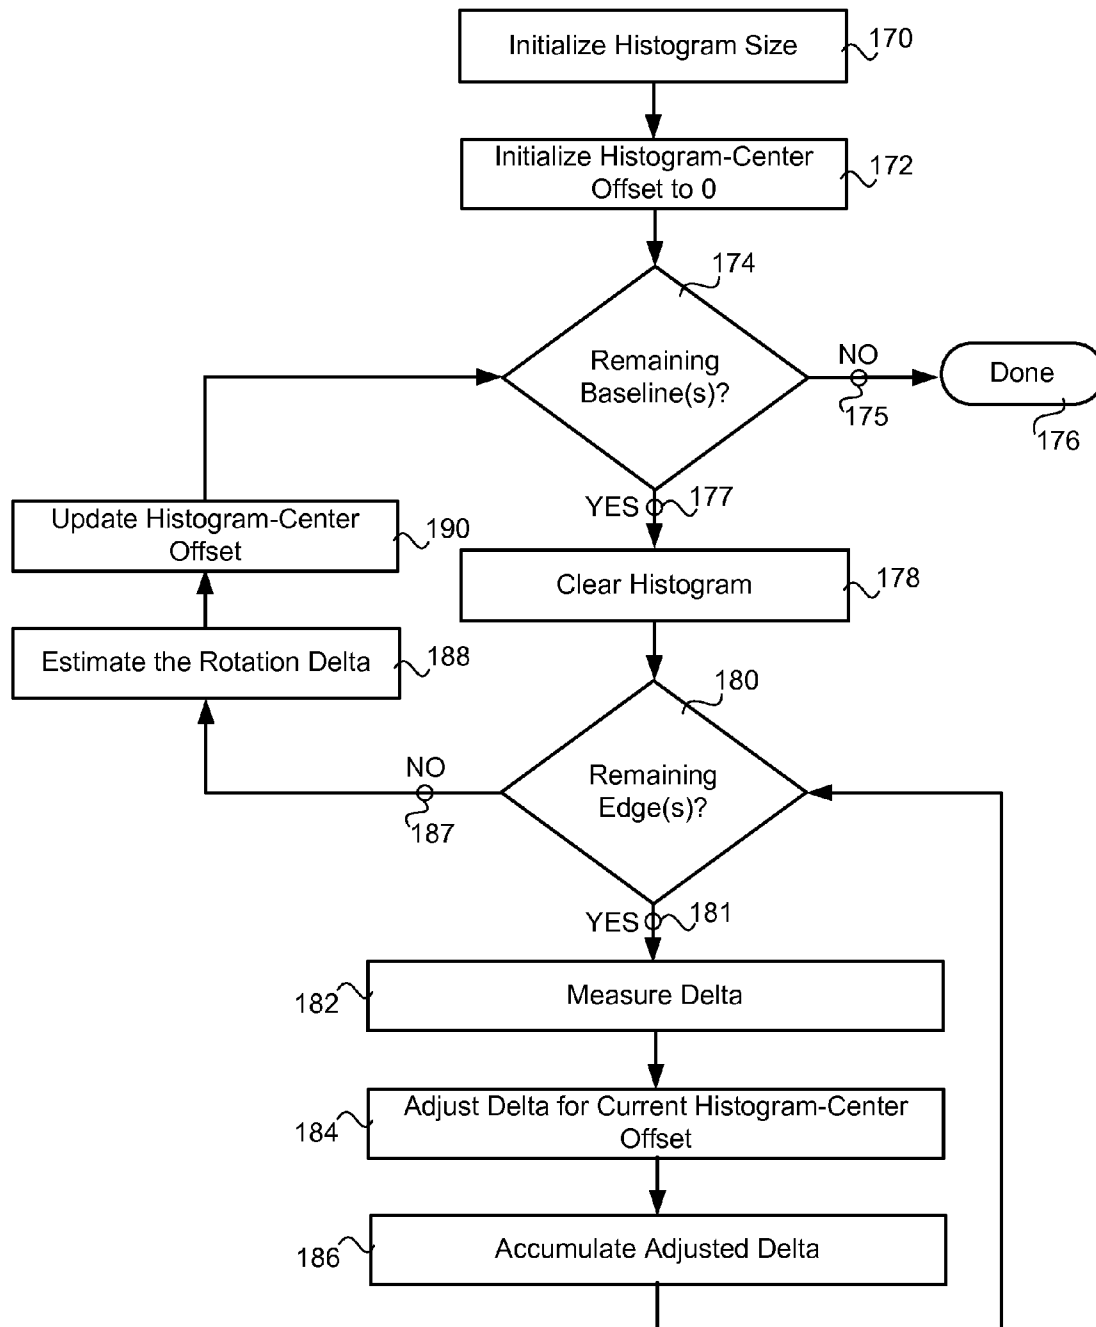 Initialize Histogram Size
170
Initialize Histogram-Center
Offset to 0
172
174
Remaining
Baseline(s)?
NO
175
Done
176
YES
177
Update Histogram-Center
Offset
190
Clear Histogram
178
Estimate the Rotation Delta
188
180
Remaining
Edge(s)?
NO
187
YES
181
182
Measure Delta
184
Adjust Delta for Current Histogram-Center
Offset
186
Accumulate Adjusted Delta